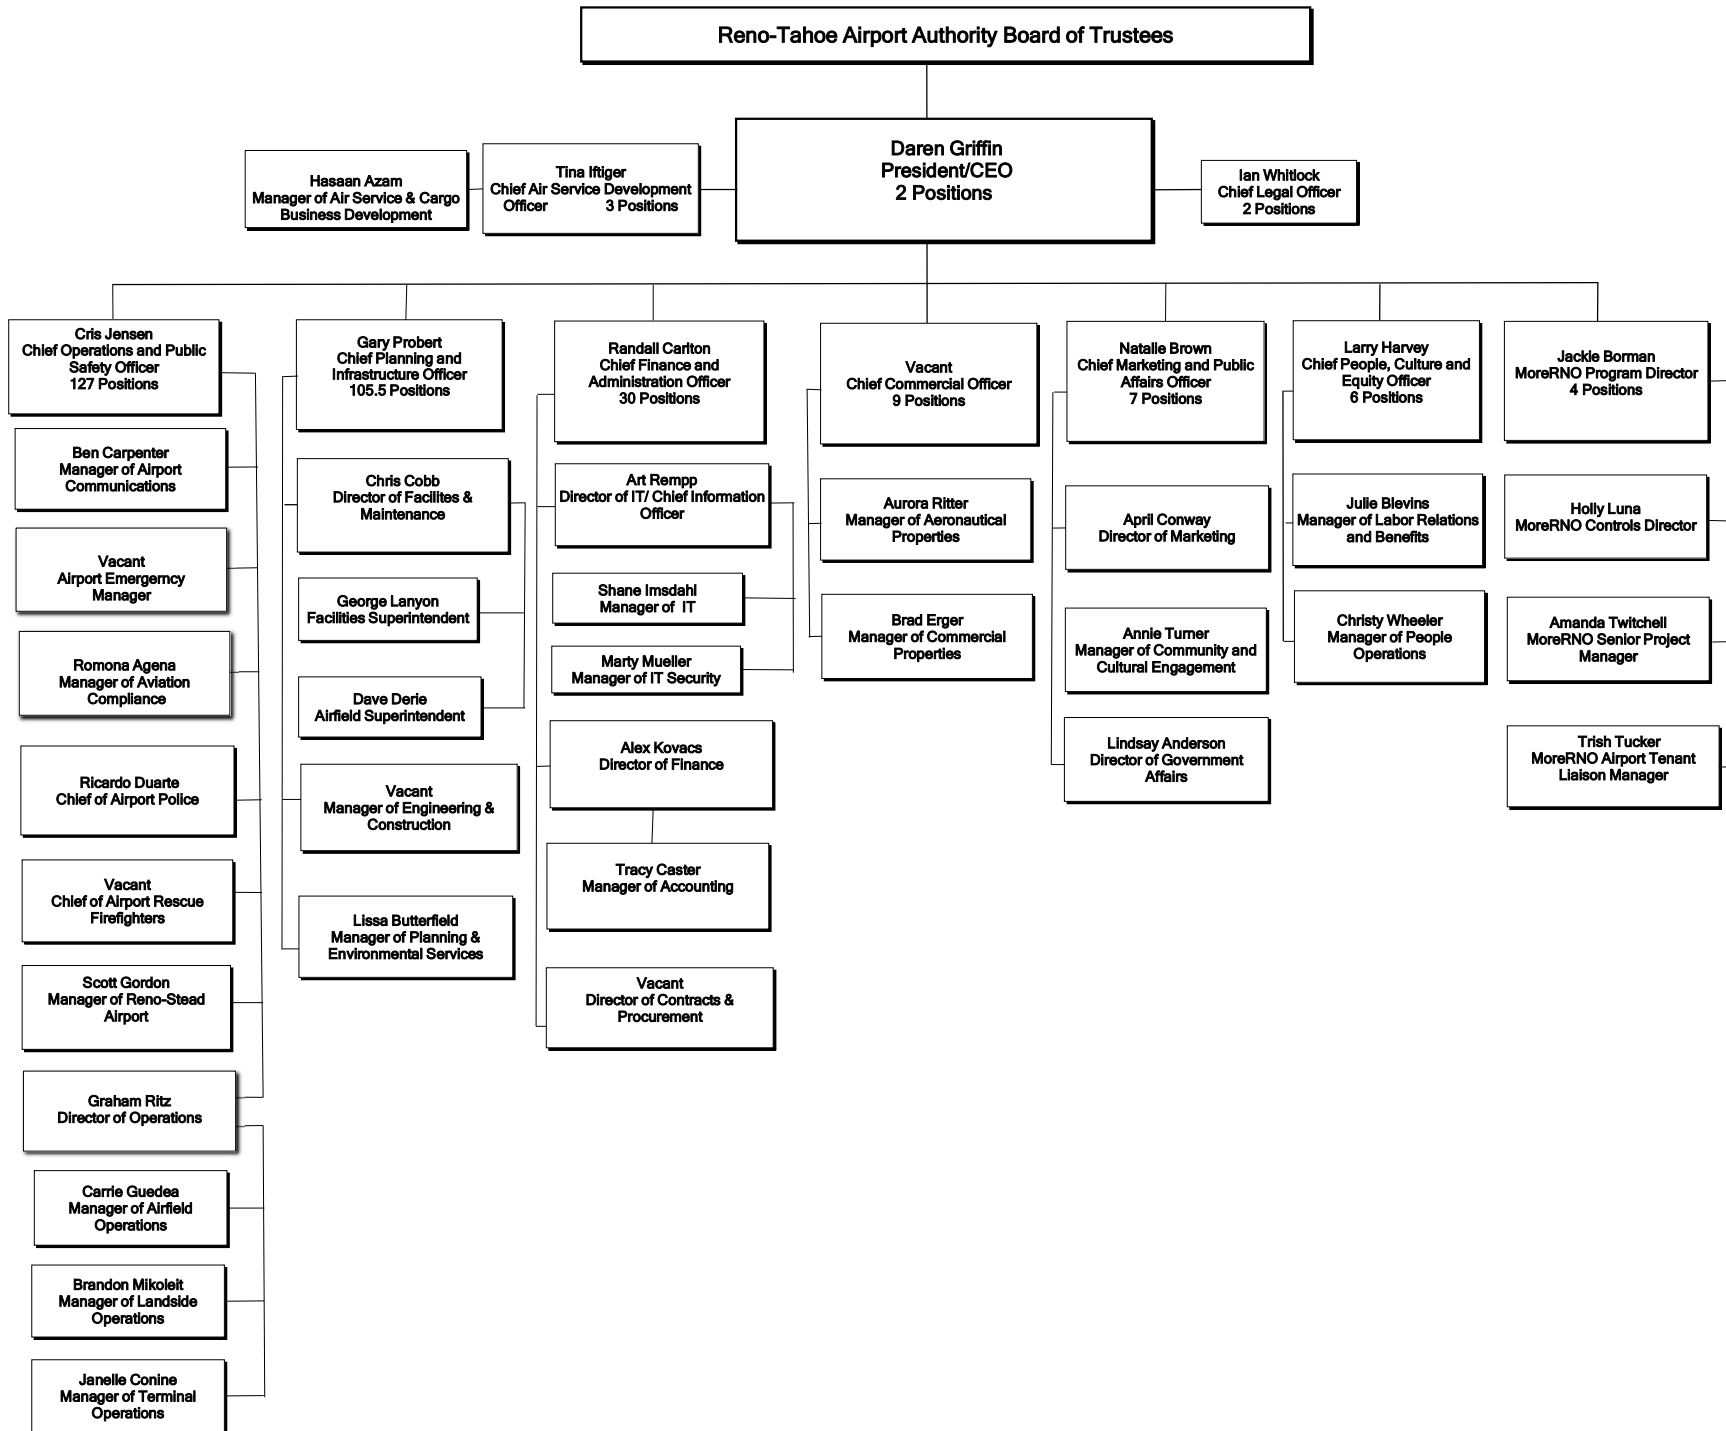 Reno-Tahoe Airport Authority Board of Trustees
Daren Griffin
President/CEO
2 Positions
Hasaan Azam
Manager of Air Service & Cargo
Business Development
Tina Iftiger
Chief Air Service Development
Officer 3 Positions
Ian Whitlock
Chief Legal Officer
2 Positions
Cris Jensen
Chief Operations and Public
Safety Officer
127 Positions
Ben Carpenter
Manager of Airport
Communications
Vacant
Airport Emergerncy
Manager
Romona Agena
Manager of Aviation
Compliance
Ricardo Duarte
Chief of Airport Police
Vacant
Chief of Airport Rescue
Firefighters
Scott Gordon
Manager of Reno-Stead
Airport
Graham Ritz
Director of Operations
Carrie Guedea
Manager of Airfield
Operations
Brandon Mikoleit
Manager of Landside
Operations
Janelle Conine
Manager of Terminal
Operations
Gary Probert
Chief Planning and
Infrastructure Officer
105.5 Positions
Chris Cobb
Director of Facilites &
Maintenance
George Lanyon
Facilities Superintendent
Dave Derie
Airfield Superintendent
Vacant
Manager of Engineering &
Construction
Lissa Butterfield
Manager of Planning &
Environmental Services
Randall Carlton
Chief Finance and
Administration Officer
30 Positions
Art Rempp
Director of IT/ Chief Information
Officer
Shane Imsdahl
Manager of IT
Marty Mueller
Manager of IT Security
Alex Kovacs
Director of Finance
Tracy Caster
Manager of Accounting
Vacant
Director of Contracts &
Procurement
Vacant
Chief Commercial Officer
9 Positions
Aurora Ritter
Manager of Aeronautical
Properties
Brad Erger
Manager of Commercial
Properties
Natalie Brown
Chief Marketing and Public
Affairs Officer
7 Positions
April Conway
Director of Marketing
Annie Turner
Manager of Community and
Cultural Engagement
Lindsay Anderson
Director of Government
Affairs
Larry Harvey
Chief People, Culture and
Equity Officer
6 Positions
Julie Blevins
Manager of Labor Relations
and Benefits
Christy Wheeler
Manager of People
Operations
Jackie Borman
MoreRNO Program Director
4 Positions
Holly Luna
MoreRNO Controls Director
Amanda Twitchell
MoreRNO Senior Project
Manager
Trish Tucker
MoreRNO Airport Tenant
Liaison Manager